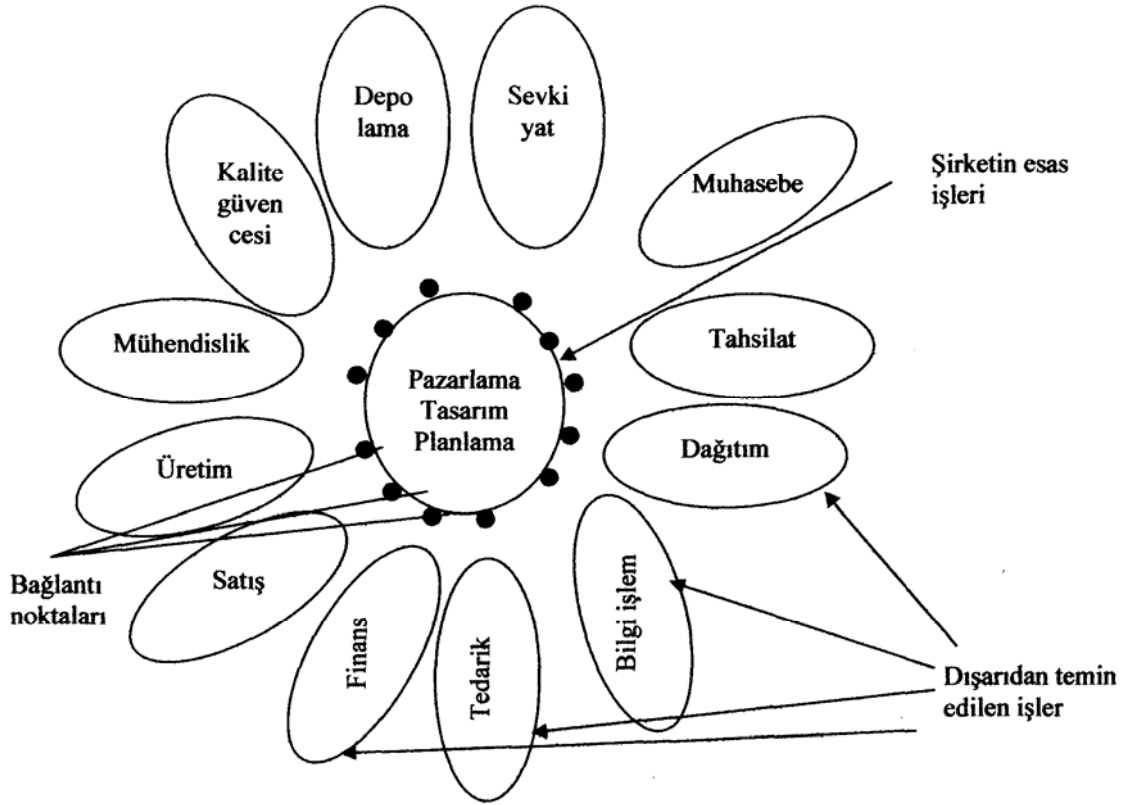 Depo
lama
Sevki
yat
Kalite
güven
cesi
Muhasebe
Şirketin esas
işleri
Mühendislik
Tahsilat
Pazarlama
Tasarım
Planlama
Üretim
Dağıtım
Bağlantı
noktaları
Satış
Finans
Tedarik
Bilgi işlem
Dışarıdan temin
edilen işler